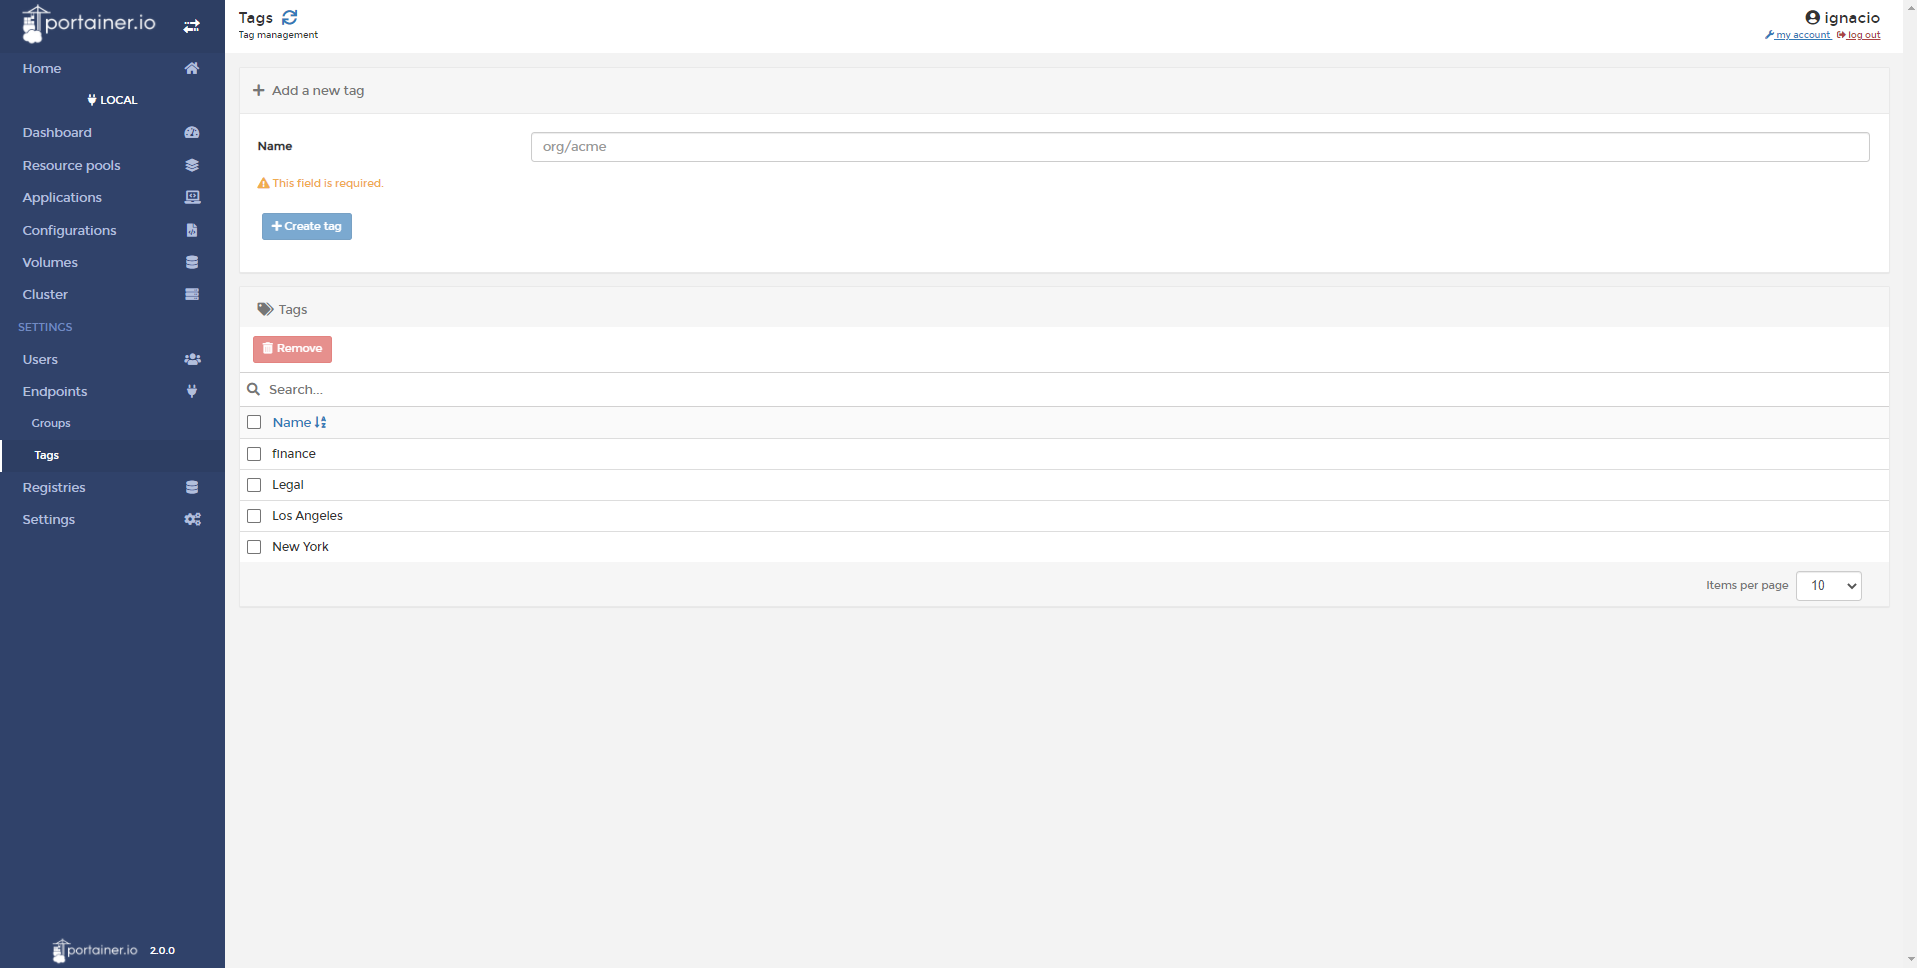 portainer.io
Home
LOCAL
Dashboard
Resource pools
Applications
Configurations
Volumes
Cluster
SETTINGS
Users
Endpoints
Groups
Tags
Registries
Settings
portainer.io 2.0.0
Tags
Tag management
ignacio
my account log out
Add a new tag
Name org/acme
This field is required.
Create tag
Tags
Remove
Search...
Name
finance
Legal
Los Angeles
New York
Items per page 10